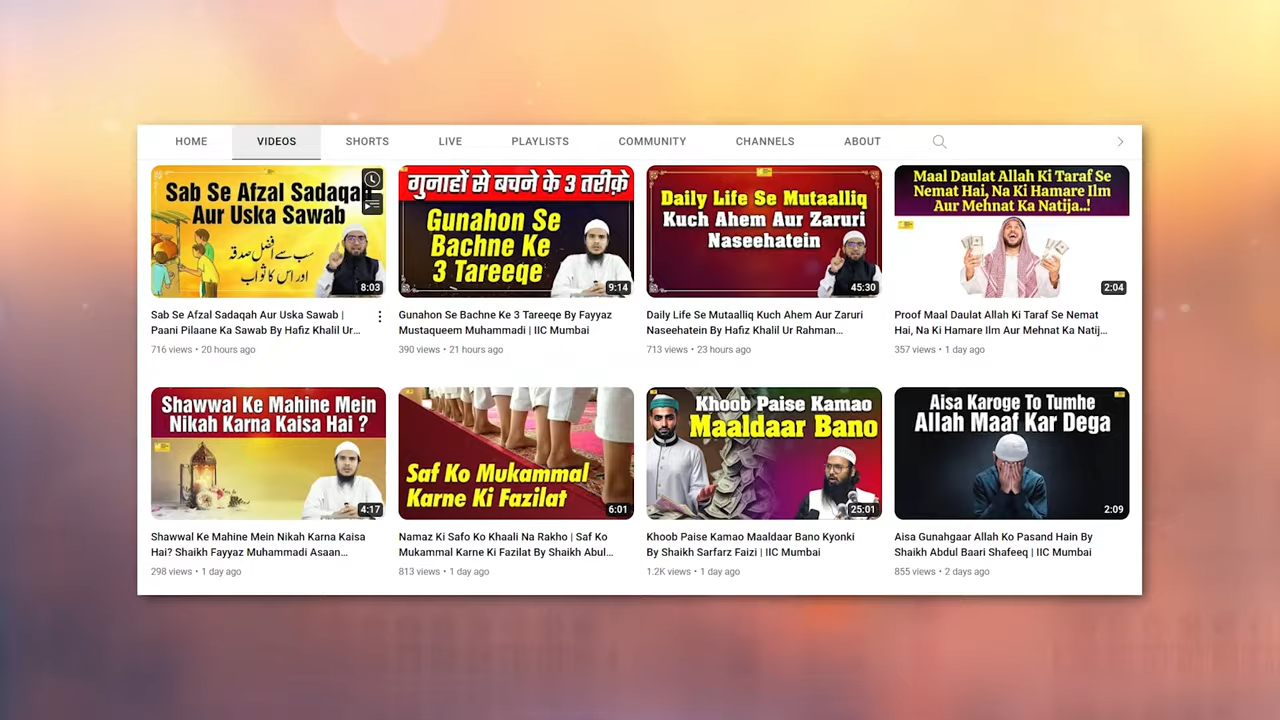 HOME VIDEOS SHORTS LIVE PLAYLISTS COMMUNITY CHANNELS ABOUT
Sab Se Afzal Sadaqah
Aur Uska Sawab
سب سے افضل صدقہ
اور اس کا ثواب
8:03
गुनाहों से बचने के 3 तरीक़े
Gunahon Se
Bachne Ke
3 Tareeqe
9:14
Daily Life Se Mutaalliq
Kuch Ahem Aur Zaruri
Naseehatein
45:30
Maal Daulat Allah Ki Taraf Se
Nemat Hai, Na Ki Hamare Ilm
Aur Mehnat Ka Natija..!
2:04
Sab Se Afzal Sadaqah Aur Uska Sawab |
Paani Pilaane Ka Sawab By Hafiz Khalil Ur...
716 views • 20 hours ago
Gunahon Se Bachne Ke 3 Tareeqe By Fayyaz
Mustaqueem Muhammadi | IIC Mumbai
390 views • 21 hours ago
Daily Life Se Mutaalliq Kuch Ahem Aur Zaruri
Naseehatein By Hafiz Khalil Ur Rahman...
713 views • 23 hours ago
Proof Maal Daulat Allah Ki Taraf Se Nemat
Hai, Na Ki Hamare Ilm Aur Mehnat Ka Natij...
357 views • 1 day ago
Shawwal Ke Mahine Mein
Nikah Karna Kaisa Hai ?
4:17
Saf Ko Mukammal
Karne Ki Fazilat
6:01
Khoob Paise Kamao
Maaldaar Bano
25:01
Aisa Karoge To Tumhe
Allah Maaf Kar Dega
2:09
Shawwal Ke Mahine Mein Nikah Karna Kaisa
Hai? Shaikh Fayyaz Muhammadi Asaan...
298 views • 1 day ago
Namaz Ki Safo Ko Khaali Na Rakho | Saf Ko
Mukammal Karne Ki Fazilat By Shaikh Abul...
813 views • 1 day ago
Khoob Paise Kamao Maaldaar Bano Kyonki
By Shaikh Sarfarz Faizi | IIC Mumbai
1.2K views • 1 day ago
Aisa Gunahgaar Allah Ko Pasand Hain By
Shaikh Abdul Baari Shafeeq | IIC Mumbai
855 views • 2 days ago